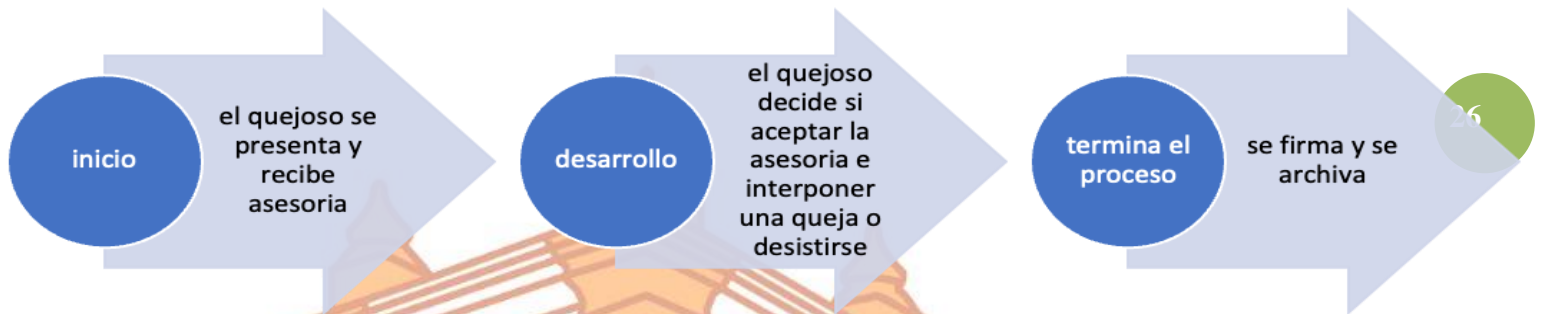 inicio
el quejoso se
presenta y
recibe
asesoria
desarrollo
el quejoso
decide si
aceptar la
asesoria e
interponer
una queja o
desistirse
termina el
proceso
se firma y se
archiva
26